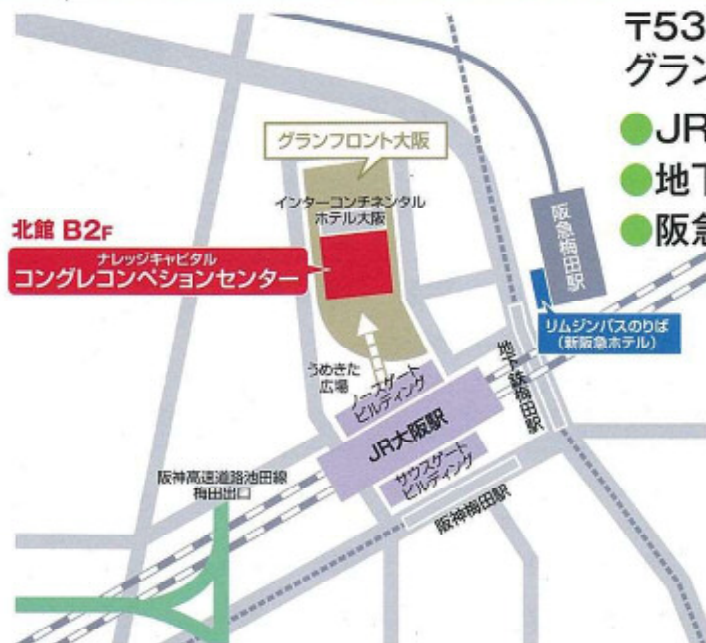 〒53
グラン
●JR
●地下
●阪急
グランフロント大阪
インターコンチネンタル
ホテル大阪
北館 B2F
ナレッジキャピタル
コングレコンベンションセンター
阪急梅田駅
リムジンバスのりば
(新阪急ホテル)
うめきた
広場
ノースゲート
ビルディング
地下鉄梅田駅
JR大阪駅
サウスゲート
ビルディング
阪神梅田駅
阪神高速道路池田線
梅田出口